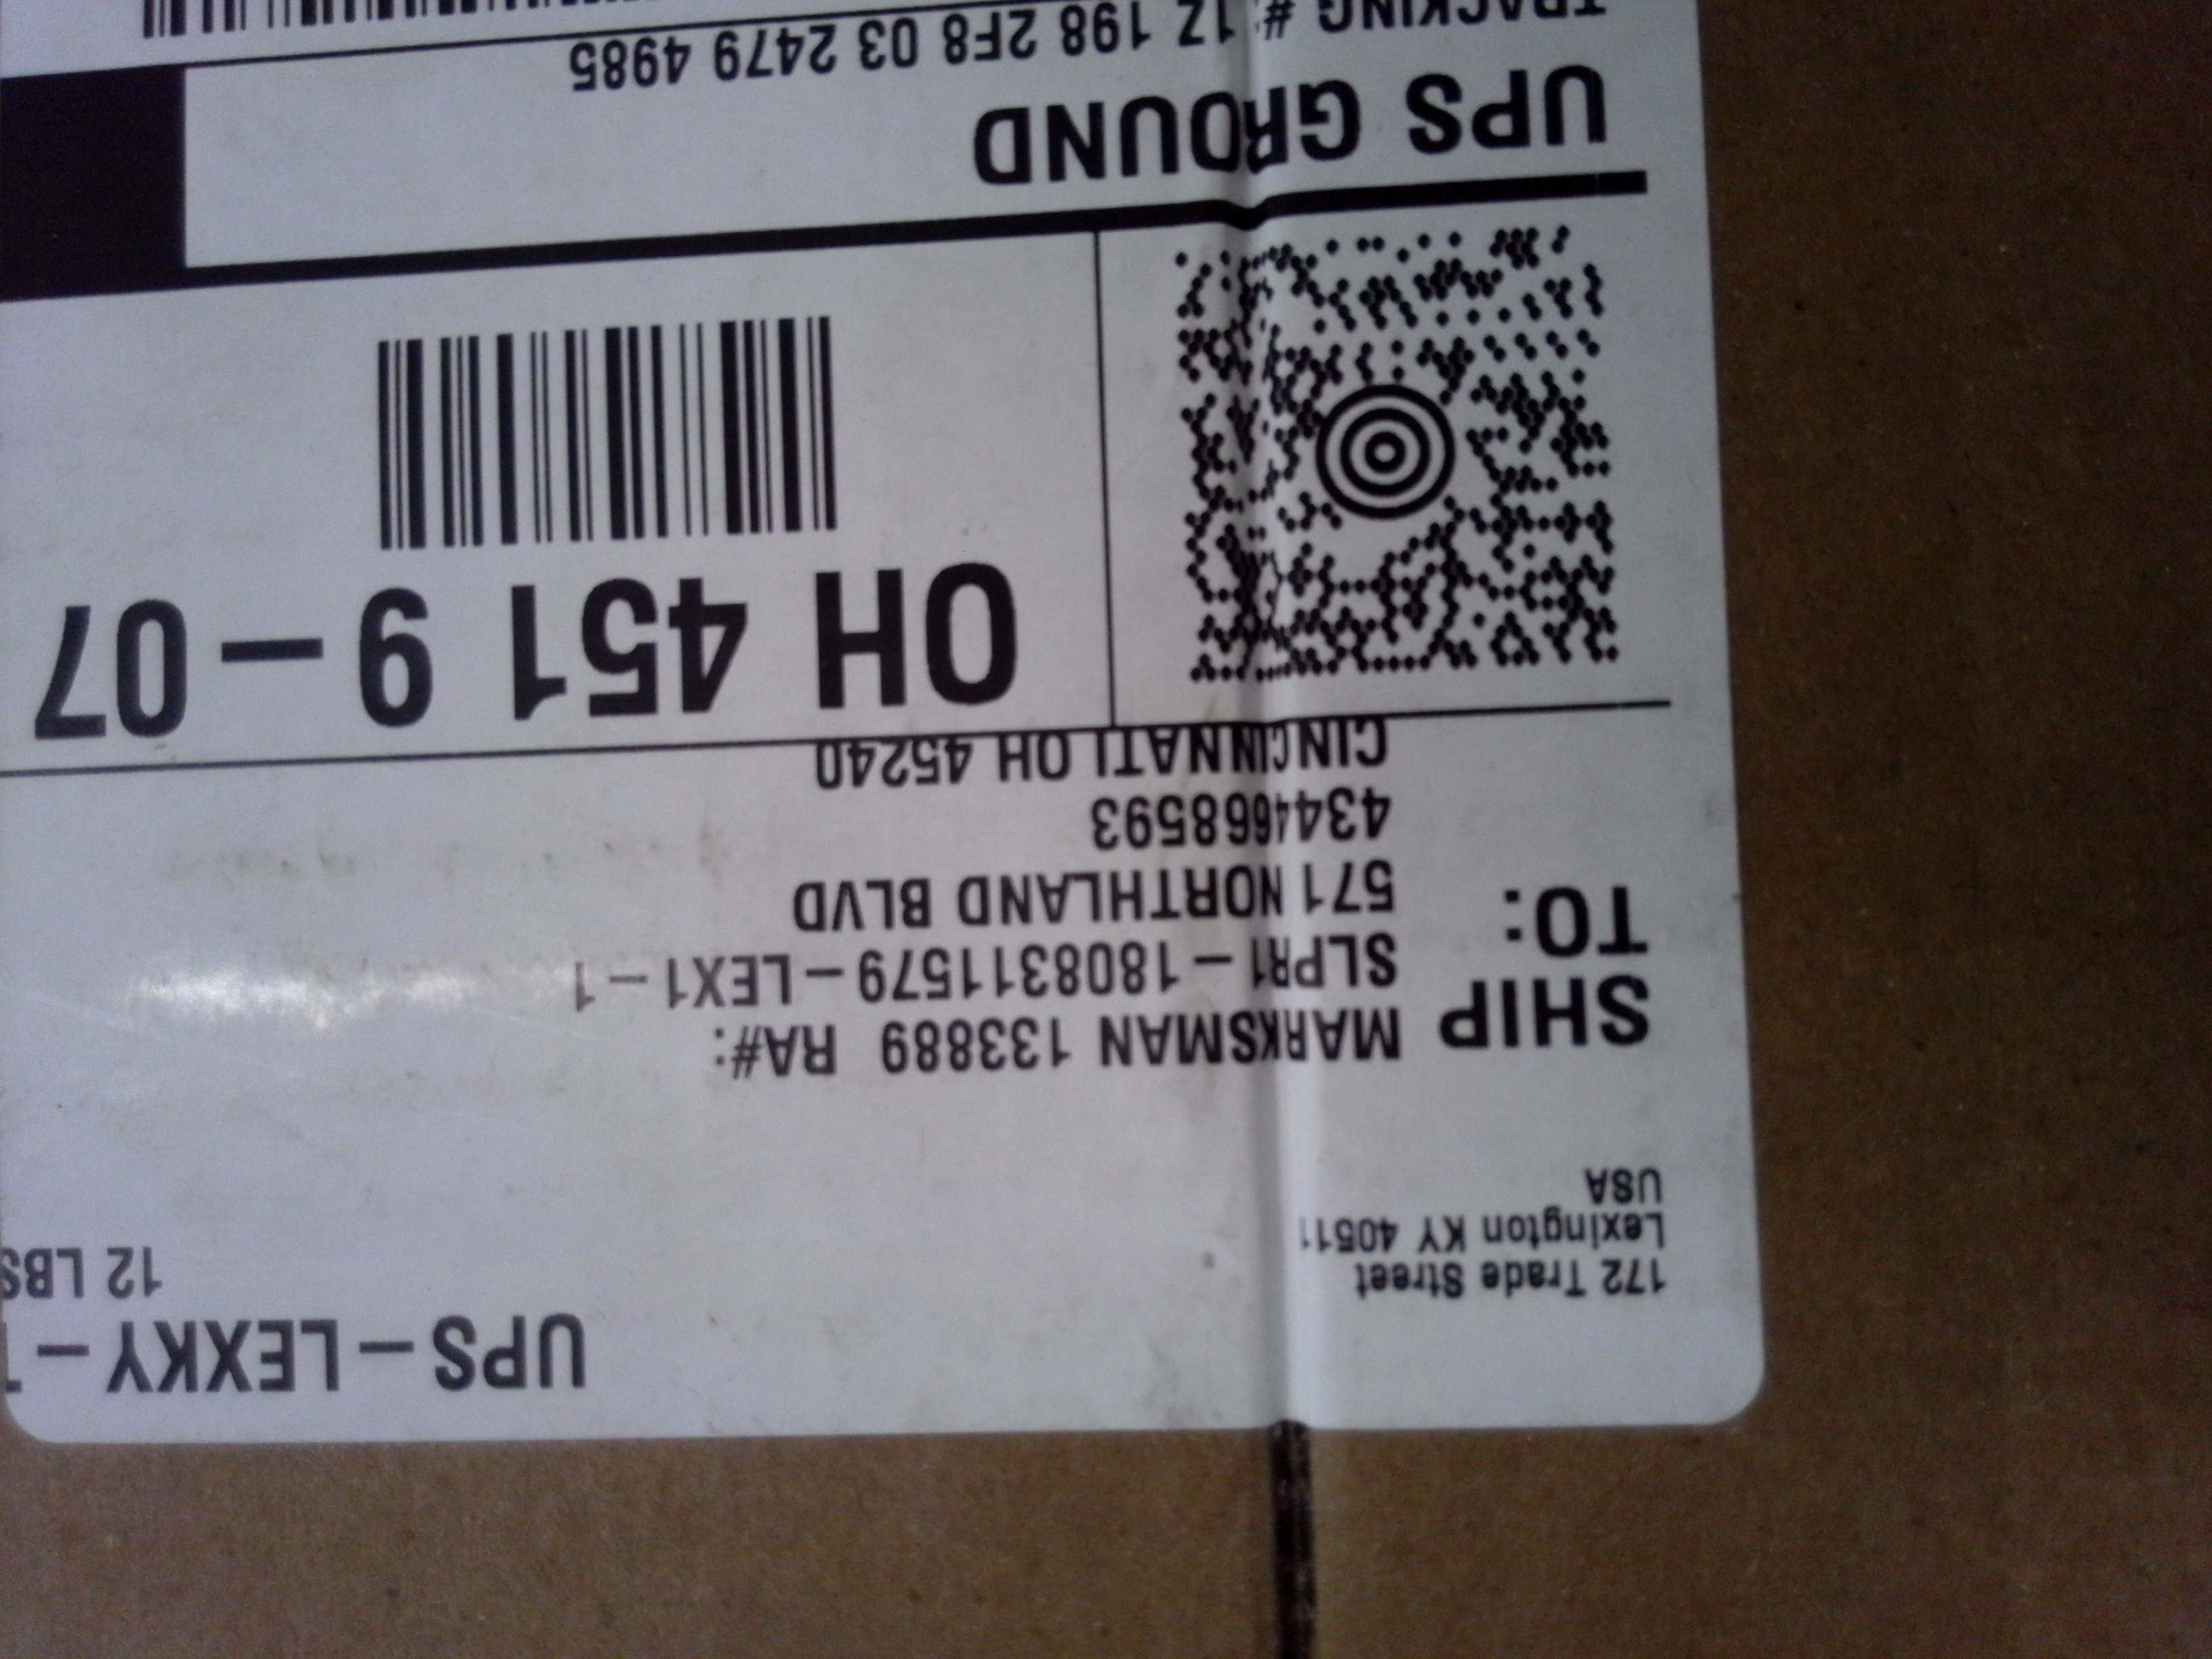 UPS-LEXKY-
12 LBS
172 Trade Street
Lexington KY 40511
USA
SHIP
TO:
MARKSMAN 133889 RA#:
SLPR1-1808311579-LEX1-1
571 NORTHLAND BLVD
4344668593
CINCINNATI OH 45240
OH 451 9-07
UPS GROUND
TRACKING #: 1Z 198 2F8 03 2479 4985